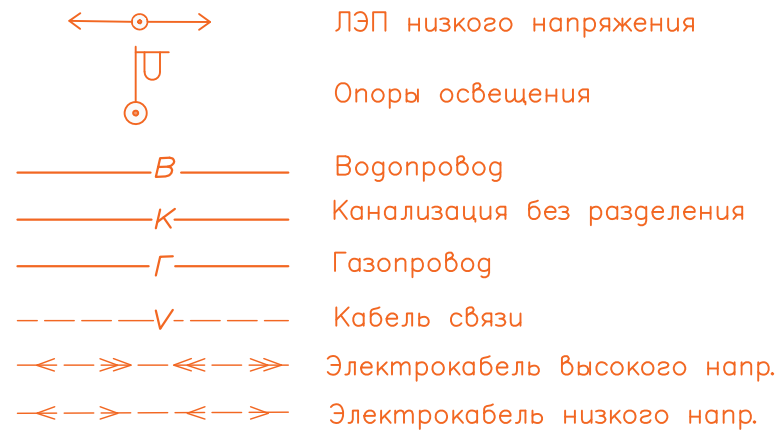 ЛЭП низкого напряжения
Опоры освещения
В Водопровод
К Канализация без разделения
Г Газопровод
V Кабель связи
Электрокабель высокого напр.
Электрокабель низкого напр.